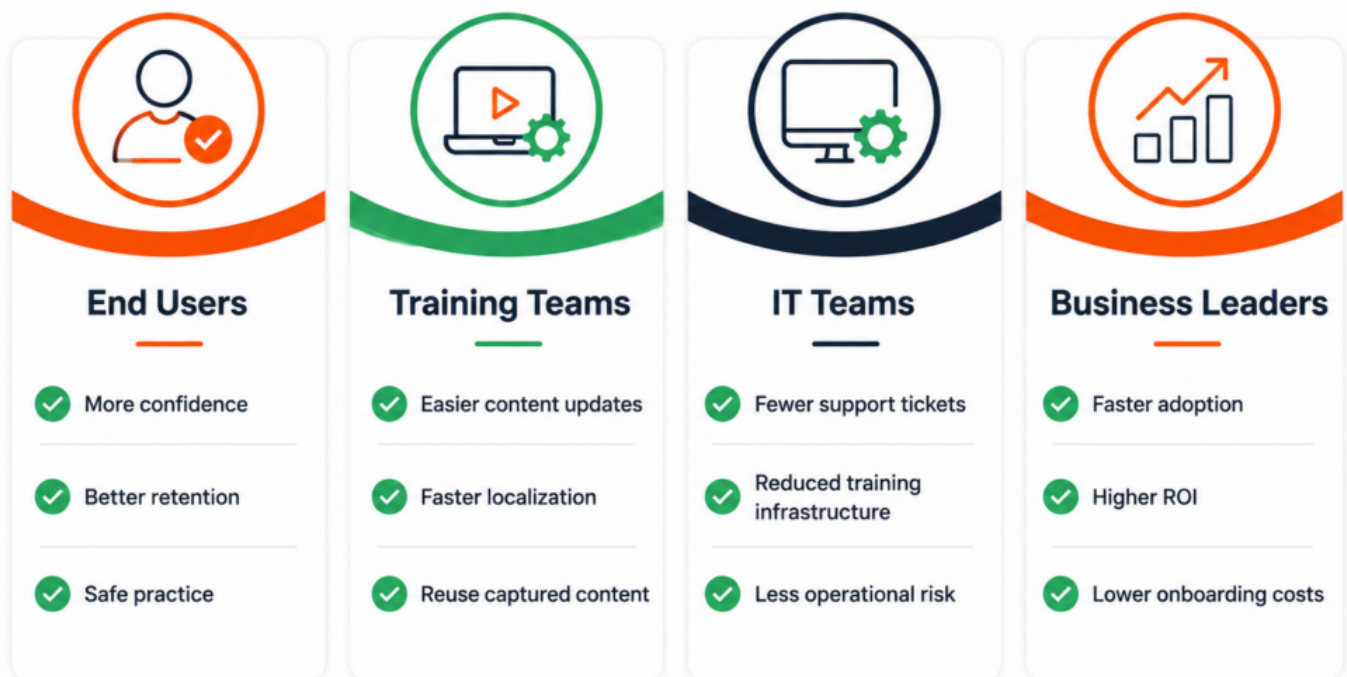 End Users
More confidence
Better retention
Safe practice
Training Teams
Easier content updates
Faster localization
Reuse captured content
IT Teams
Fewer support tickets
Reduced training
infrastructure
Less operational risk
Business Leaders
Faster adoption
Higher ROI
Lower onboarding costs